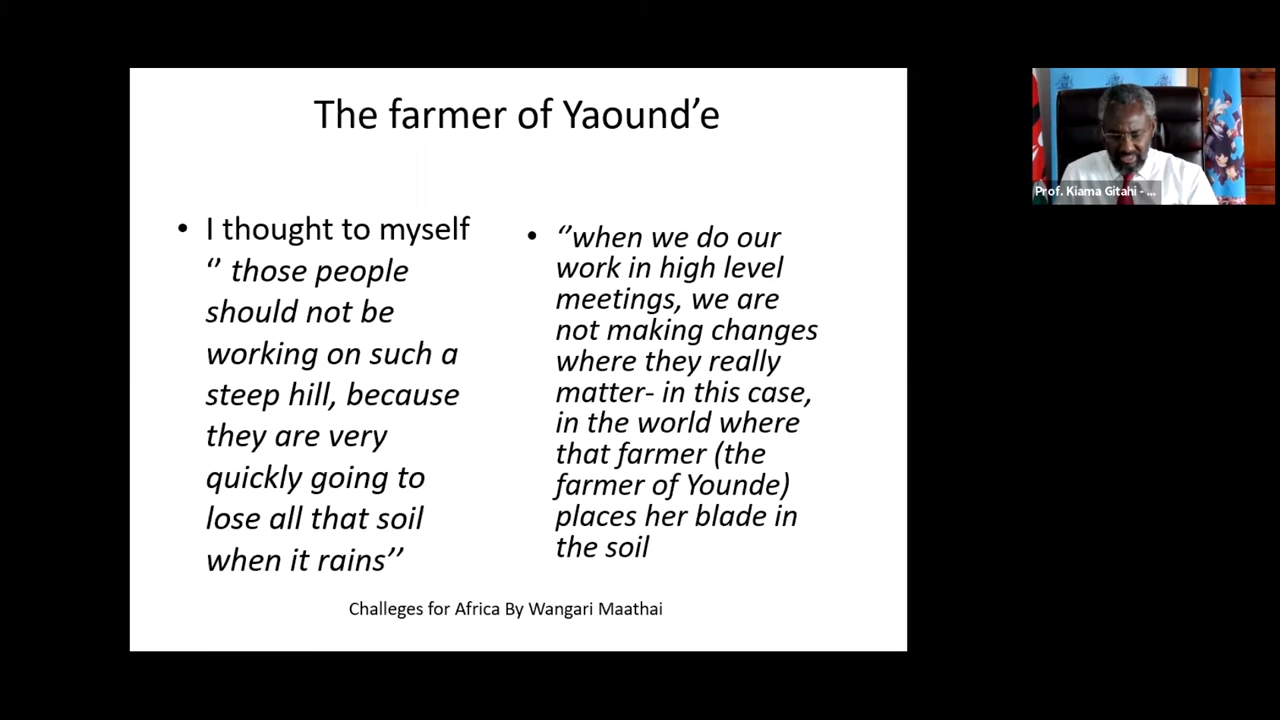 The farmer of Yaound’e
• I thought to myself
‘’ those people
should not be
working on such a
steep hill, because
they are very
quickly going to
lose all that soil
when it rains’’
• ‘’when we do our
work in high level
meetings, we are
not making changes
where they really
matter- in this case,
in the world where
that farmer (the
farmer of Younde)
places her blade in
the soil
Challeges for Africa By Wangari Maathai
Prof. Kiama Gitahi - ...